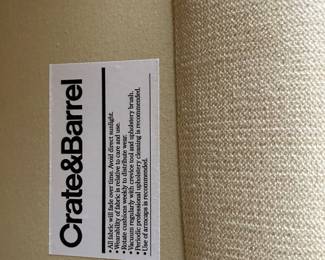 Crate&Barrel
• All fabric will fade over time. Avoid direct sunlight.
• Wearability of fabric is relative to care and use.
• Rotate cushions weekly to distribute wear.
• Vacuum regularly with crevice tool and upholstery brush.
• Periodic professional upholstery cleaning is recommended.
• Use of armcaps is recommended.